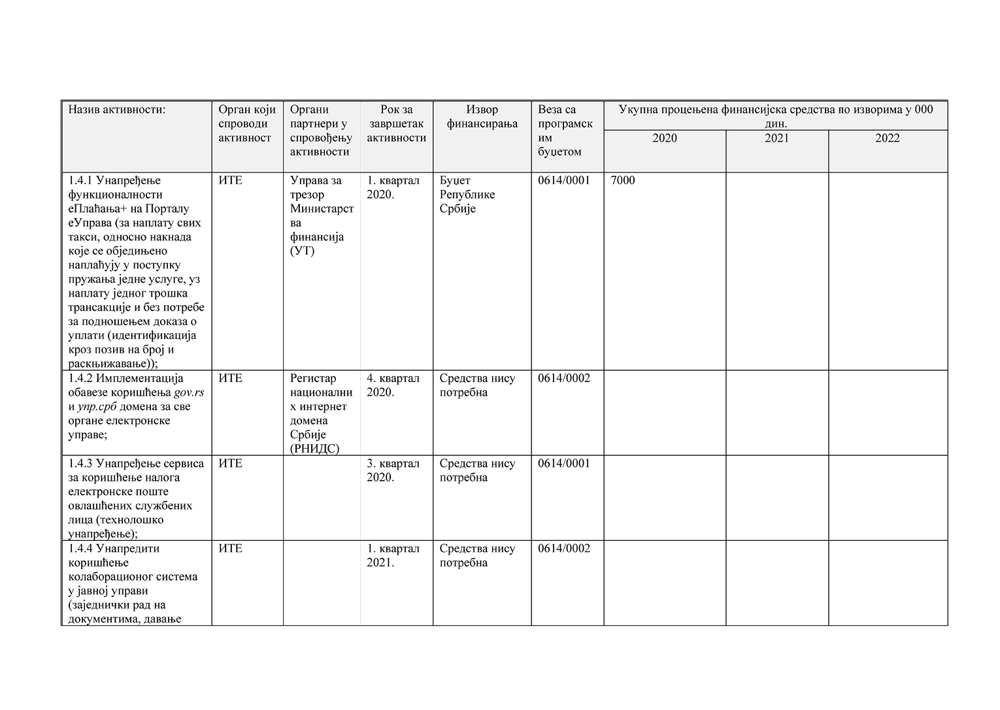 Назив активности:
Орган који
спроводи
активност
Органи
партнери у
спровођењу
активности
Рок за
завршетак
активности
Извор
финансирања
Веза са
програмск
им
буџетом
Укупна процењена финансијска средства по изворима у 000
дин.
2020
2021
2022
1.4.1 Унапређење
функционалности
еПлаћања+ на Порталу
еУправа (за наплату свих
такси, односно накнада
које се обједињено
наплаћују у поступку
пружања једне услуге, уз
наплату једног трошка
трансакције и без потребе
за подношењем доказа о
уплати (идентификација
кроз позив на број и
раскњижавање));
ИТЕ
Управа за
трезор
Министарст
ва
финансија
(УТ)
1. квартал
2020.
Буџет
Републике
Србије
0614/0001
7000
1.4.2 Имплементација
обавезе коришћења gov.rs
и упр.срб домена за све
органе електронске
управе;
ИТЕ
Регистар
национални
х интернет
домена
Србије
(РНИДС)
4. квартал
2020.
Средства нису
потребна
0614/0002
1.4.3 Унапређење сервиса
за коришћење налога
електронске поште
овлашћених службених
лица (технолошко
унапређење);
ИТЕ
3. квартал
2020.
Средства нису
потребна
0614/0001
1.4.4 Унапредити
коришћење
колаборационог система
у јавној управи
(заједнички рад на
документима, давање
ИТЕ
1. квартал
2021.
Средства нису
потребна
0614/0002